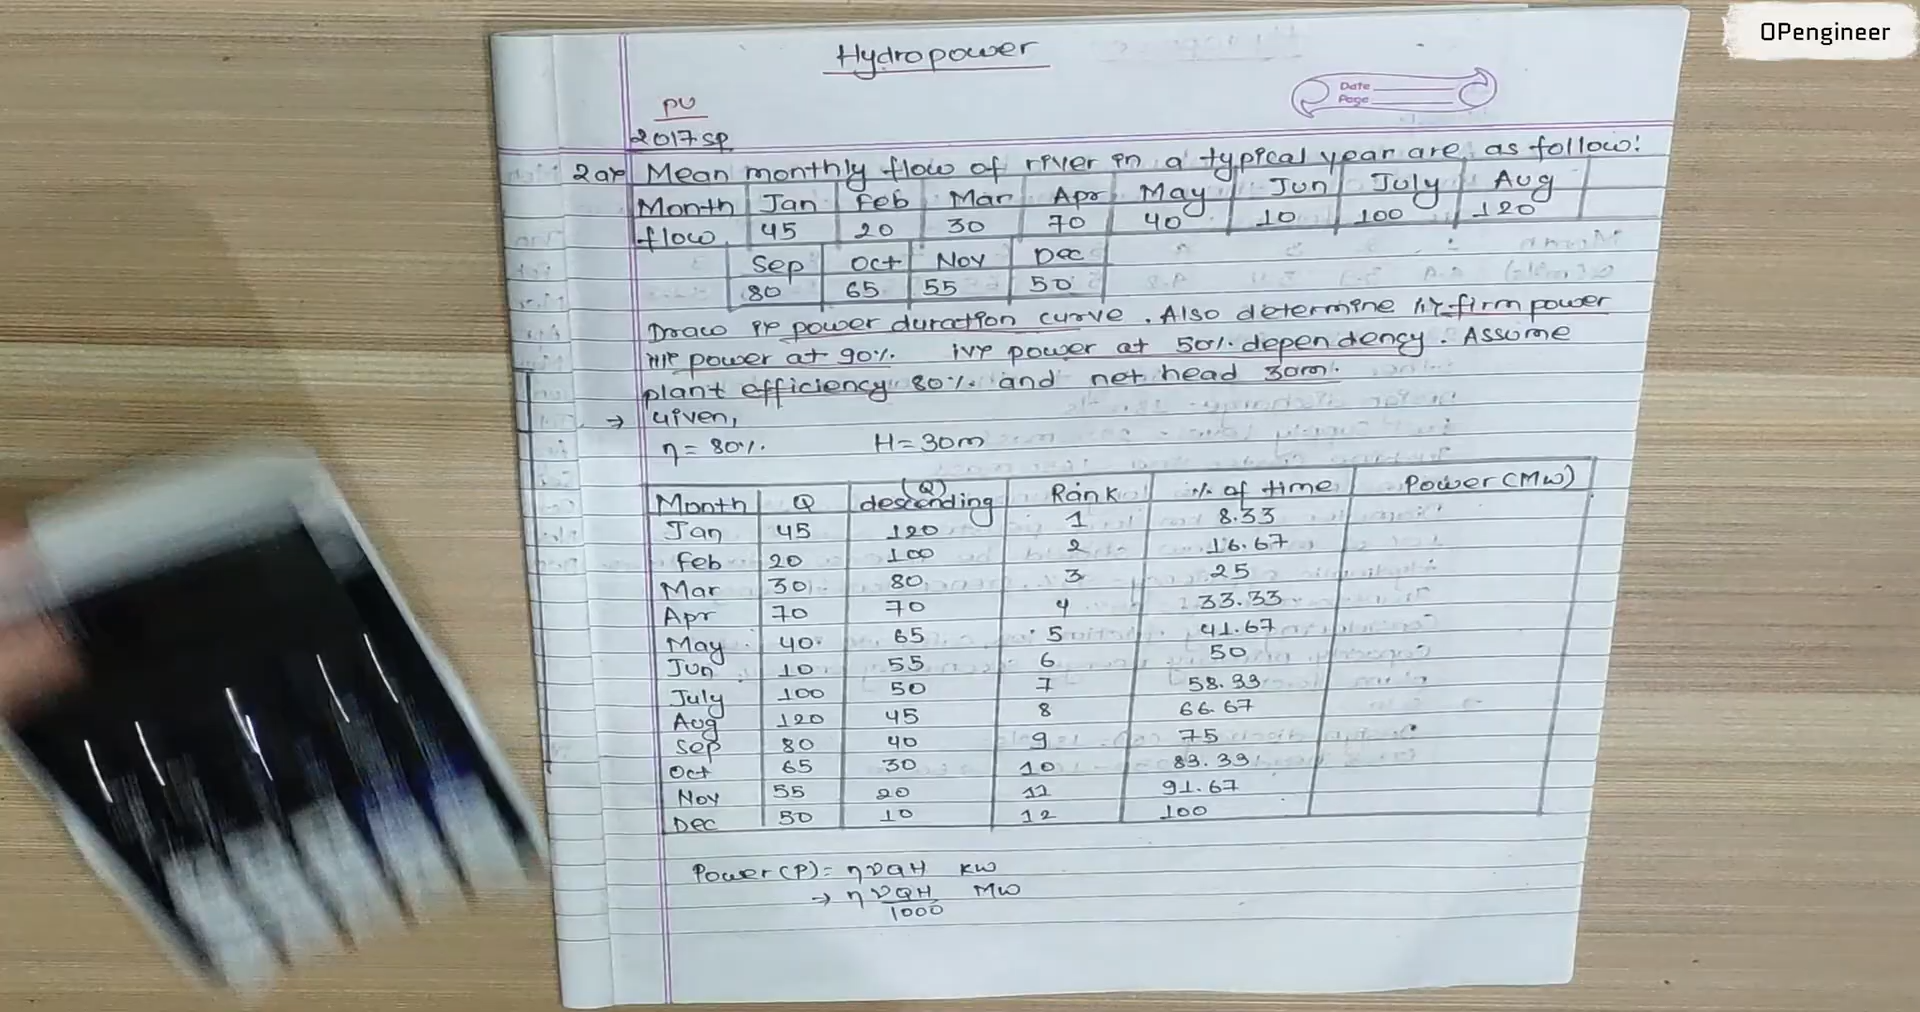 OPengineer
Hydropower
Date
Page
PU
2017 sp
2a) Mean monthly flow of river in a typical year are as follow:
Month Jan Feb Mar Apr May Jun July Aug
flow 45 20 30 70 40 10 100 120
Sep Oct Nov Dec
80 65 55 50
Draw i) power duration curve. Also determine ii) firm power
iii) power at 90% iv) power at 50% dependency. Assume
plant efficiency 80% and net head 30m.
→ Given,
η = 80% H = 30m
Month Q (Q) descending Rank % of time Power (MW)
Jan 45 120 1 8.33
Feb 20 100 2 16.67
Mar 30 80 3 25
Apr 70 70 4 33.33
May 40 65 5 41.67
Jun 10 55 6 50
July 100 50 7 58.33
Aug 120 45 8 66.67
Sep 80 40 9 75
Oct 65 30 10 83.33
Nov 55 20 11 91.67
Dec 50 10 12 100
Power (P) = ηγQH KW
→ ηγQH/1000 MW